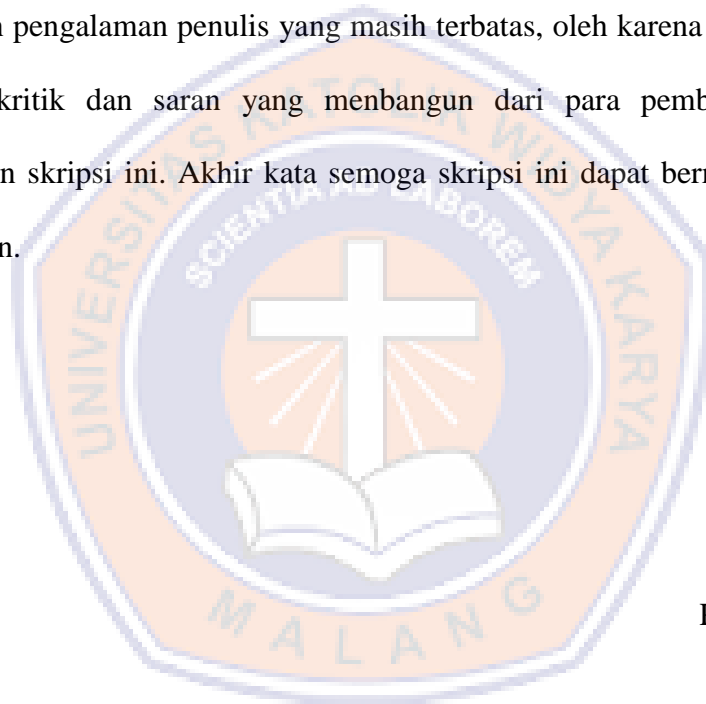 pengalaman penulis yang masih terbatas, oleh karena
kritik dan saran yang menbangun dari para pemb
n skripsi ini. Akhir kata semoga skripsi ini dapat ber
n.
UNIVERSITAS KATOLIK WIDYA KARYA
SCIENTIA AD LABOREM
MALANG